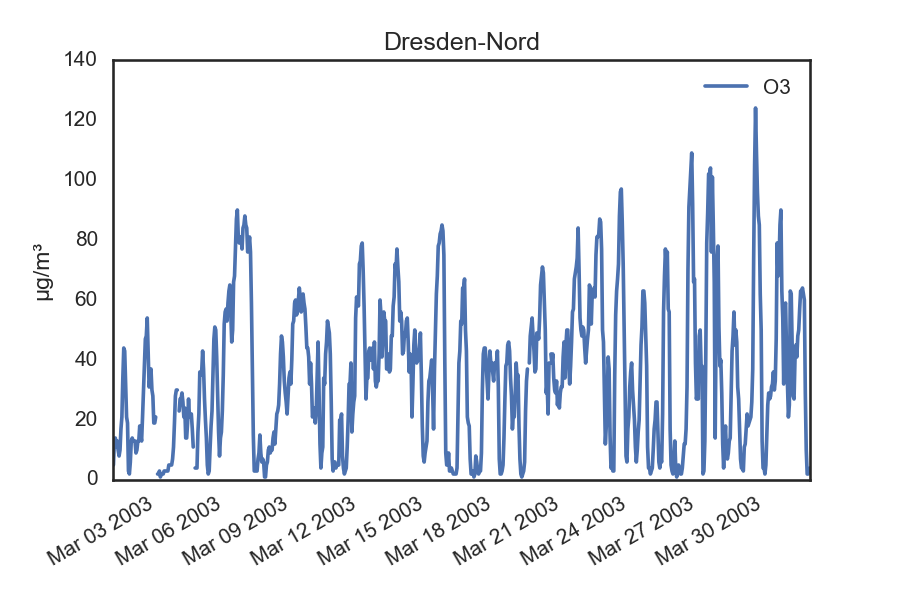 Dresden-Nord
O3
µg/m³
140
120
100
80
60
40
20
0
Mar 03 2003
Mar 06 2003
Mar 09 2003
Mar 12 2003
Mar 15 2003
Mar 18 2003
Mar 21 2003
Mar 24 2003
Mar 27 2003
Mar 30 2003